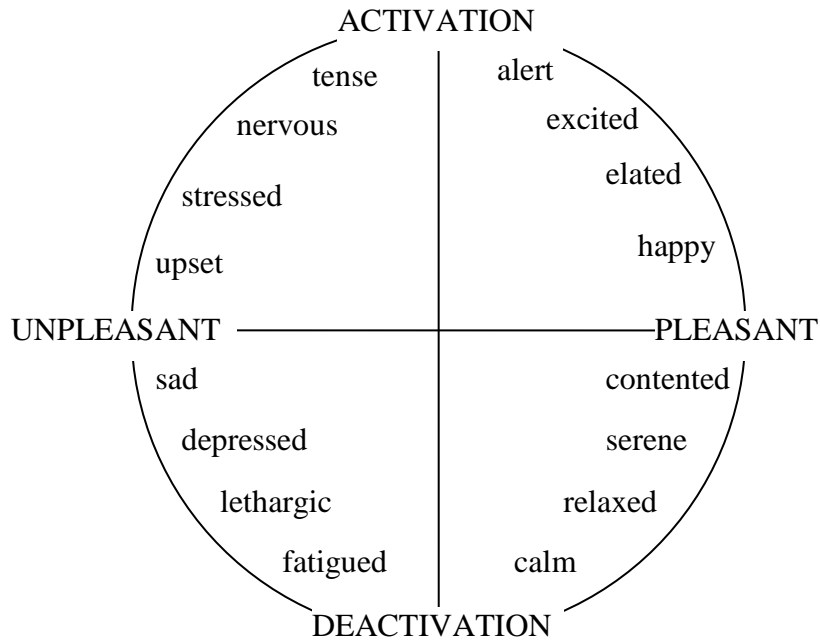 ACTIVATION
tense
alert
nervous
excited
elated
stressed
happy
upset
UNPLEASANT
PLEASANT
sad
contented
depressed
serene
lethargic
relaxed
fatigued
calm
DEACTIVATION